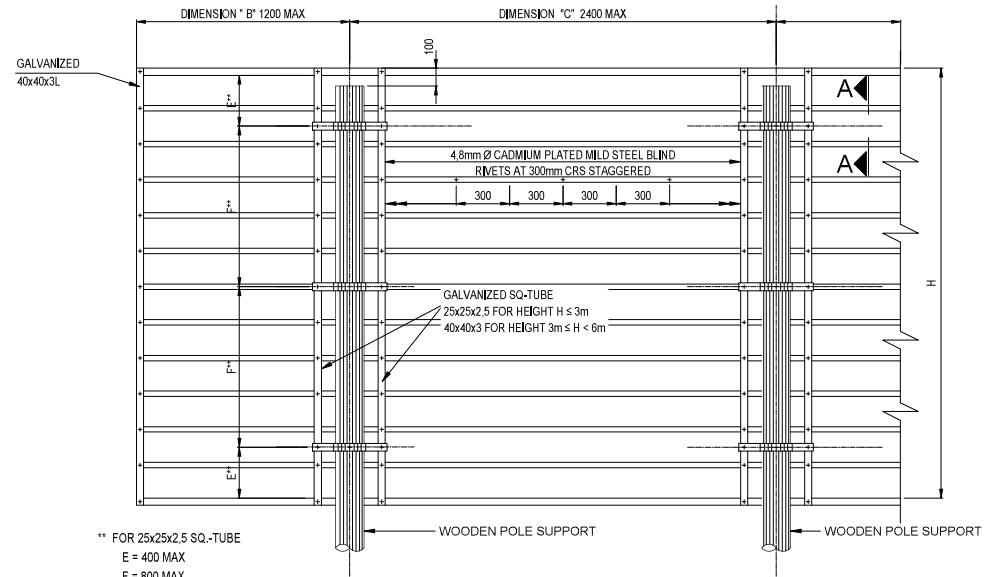 DIMENSION " B" 1200 MAX
DIMENSION "C" 2400 MAX
GALVANIZED
40x40x3L
100
A
A
E**
F**
F**
E**
4,8mm Ø CADMIUM PLATED MILD STEEL BLIND
RIVETS AT 300mm CRS STAGGERED
300 300 300 300
H
GALVANIZED SQ-TUBE
25x25x2,5 FOR HEIGHT H ≤ 3m
40x40x3 FOR HEIGHT 3m ≤ H < 6m
WOODEN POLE SUPPORT
WOODEN POLE SUPPORT
** FOR 25x25x2,5 SQ.-TUBE
E = 400 MAX
F = 800 MAX